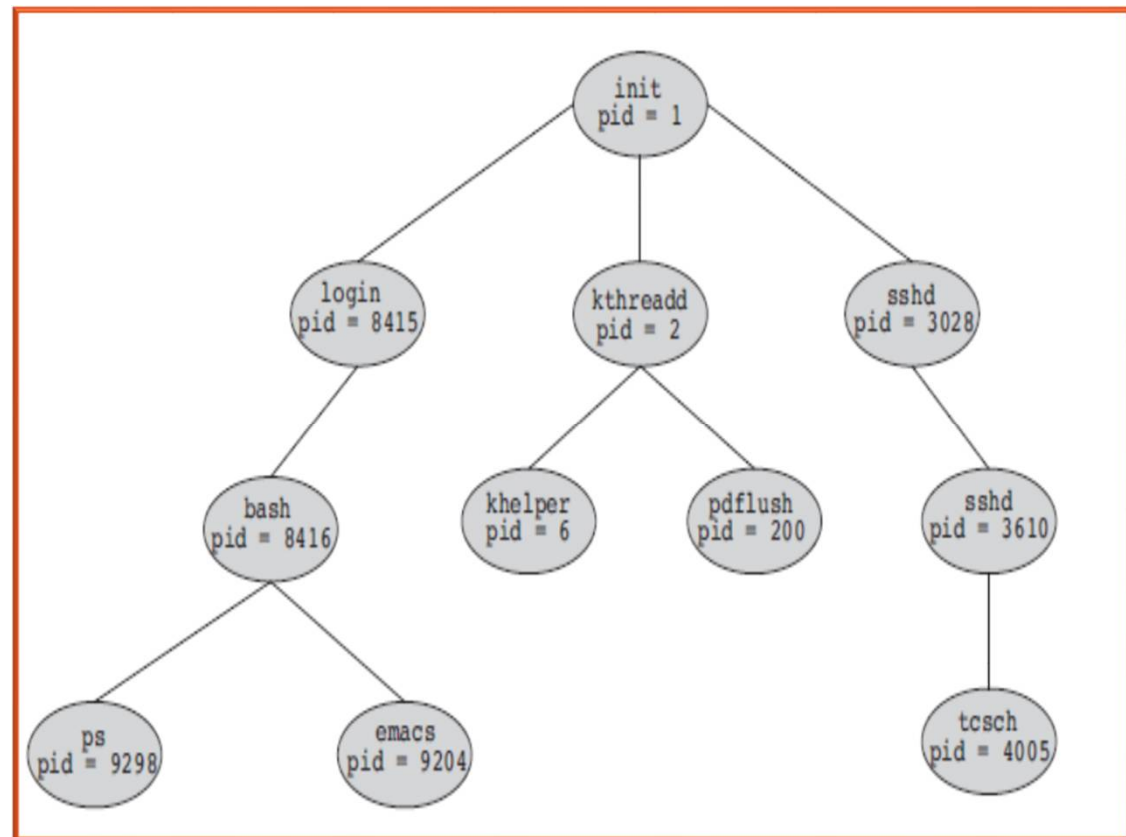 init
pid = 1
login
pid = 8415
kthreadd
pid = 2
sshd
pid = 3028
bash
pid = 8416
khelper
pid = 6
pdflush
pid = 200
sshd
pid = 3610
ps
pid = 9298
emacs
pid = 9204
tcsch
pid = 4005